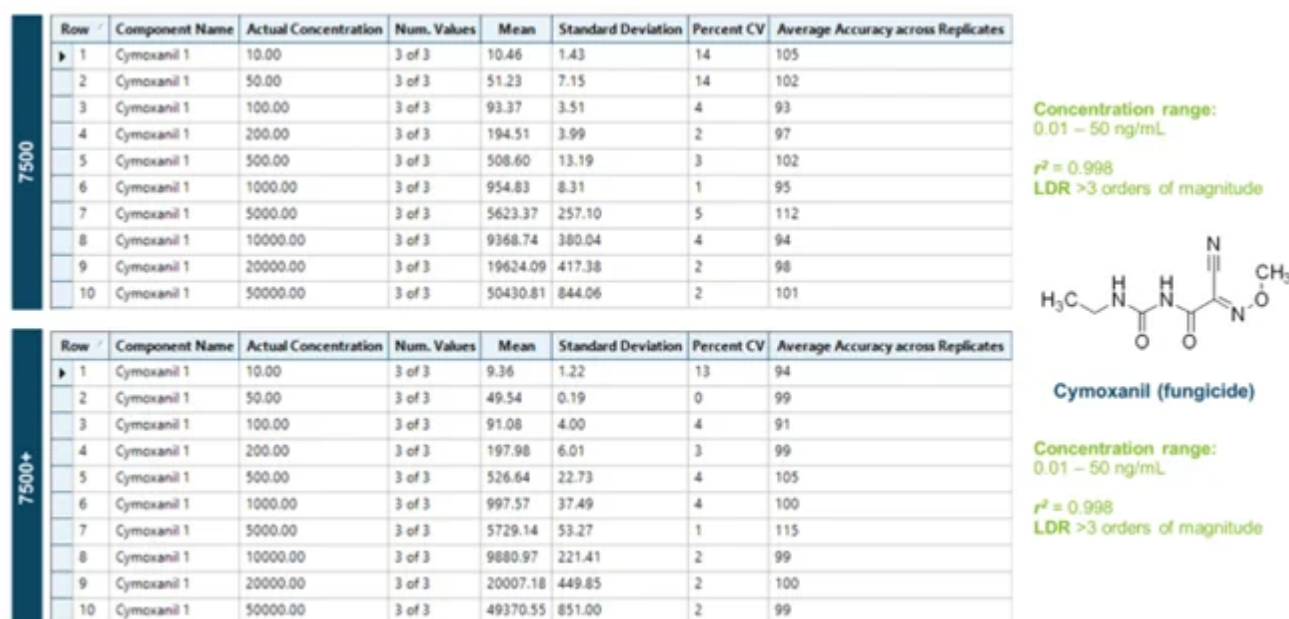 7500
Row Component Name Actual Concentration Num. Values Mean Standard Deviation Percent CV Average Accuracy across Replicates
1 Cymoxanil 1 10.00 3 of 3 10.46 1.43 14 105
2 Cymoxanil 1 50.00 3 of 3 51.23 7.15 14 102
3 Cymoxanil 1 100.00 3 of 3 93.37 3.51 4 93
4 Cymoxanil 1 200.00 3 of 3 194.51 3.99 2 97
5 Cymoxanil 1 500.00 3 of 3 508.60 13.19 3 102
6 Cymoxanil 1 1000.00 3 of 3 954.83 8.31 1 95
7 Cymoxanil 1 5000.00 3 of 3 5623.37 257.10 5 112
8 Cymoxanil 1 10000.00 3 of 3 9368.74 380.04 4 94
9 Cymoxanil 1 20000.00 3 of 3 19624.09 417.38 2 98
10 Cymoxanil 1 50000.00 3 of 3 50430.81 844.06 2 101
Concentration range:
0.01 – 50 ng/mL
r² = 0.998
LDR >3 orders of magnitude
N
H H CH₃
H₃C N NH N O
O O
Cymoxanil (fungicide)
7500+
Row Component Name Actual Concentration Num. Values Mean Standard Deviation Percent CV Average Accuracy across Replicates
1 Cymoxanil 1 10.00 3 of 3 9.36 1.22 13 94
2 Cymoxanil 1 50.00 3 of 3 49.54 0.19 0 99
3 Cymoxanil 1 100.00 3 of 3 91.08 4.00 4 91
4 Cymoxanil 1 200.00 3 of 3 197.98 6.01 3 99
5 Cymoxanil 1 500.00 3 of 3 526.64 22.73 4 105
6 Cymoxanil 1 1000.00 3 of 3 997.57 37.49 4 100
7 Cymoxanil 1 5000.00 3 of 3 5729.14 53.27 1 115
8 Cymoxanil 1 10000.00 3 of 3 9880.97 221.41 2 99
9 Cymoxanil 1 20000.00 3 of 3 20007.18 449.85 2 100
10 Cymoxanil 1 50000.00 3 of 3 49370.55 851.00 2 99
Concentration range:
0.01 – 50 ng/mL
r² = 0.998
LDR >3 orders of magnitude